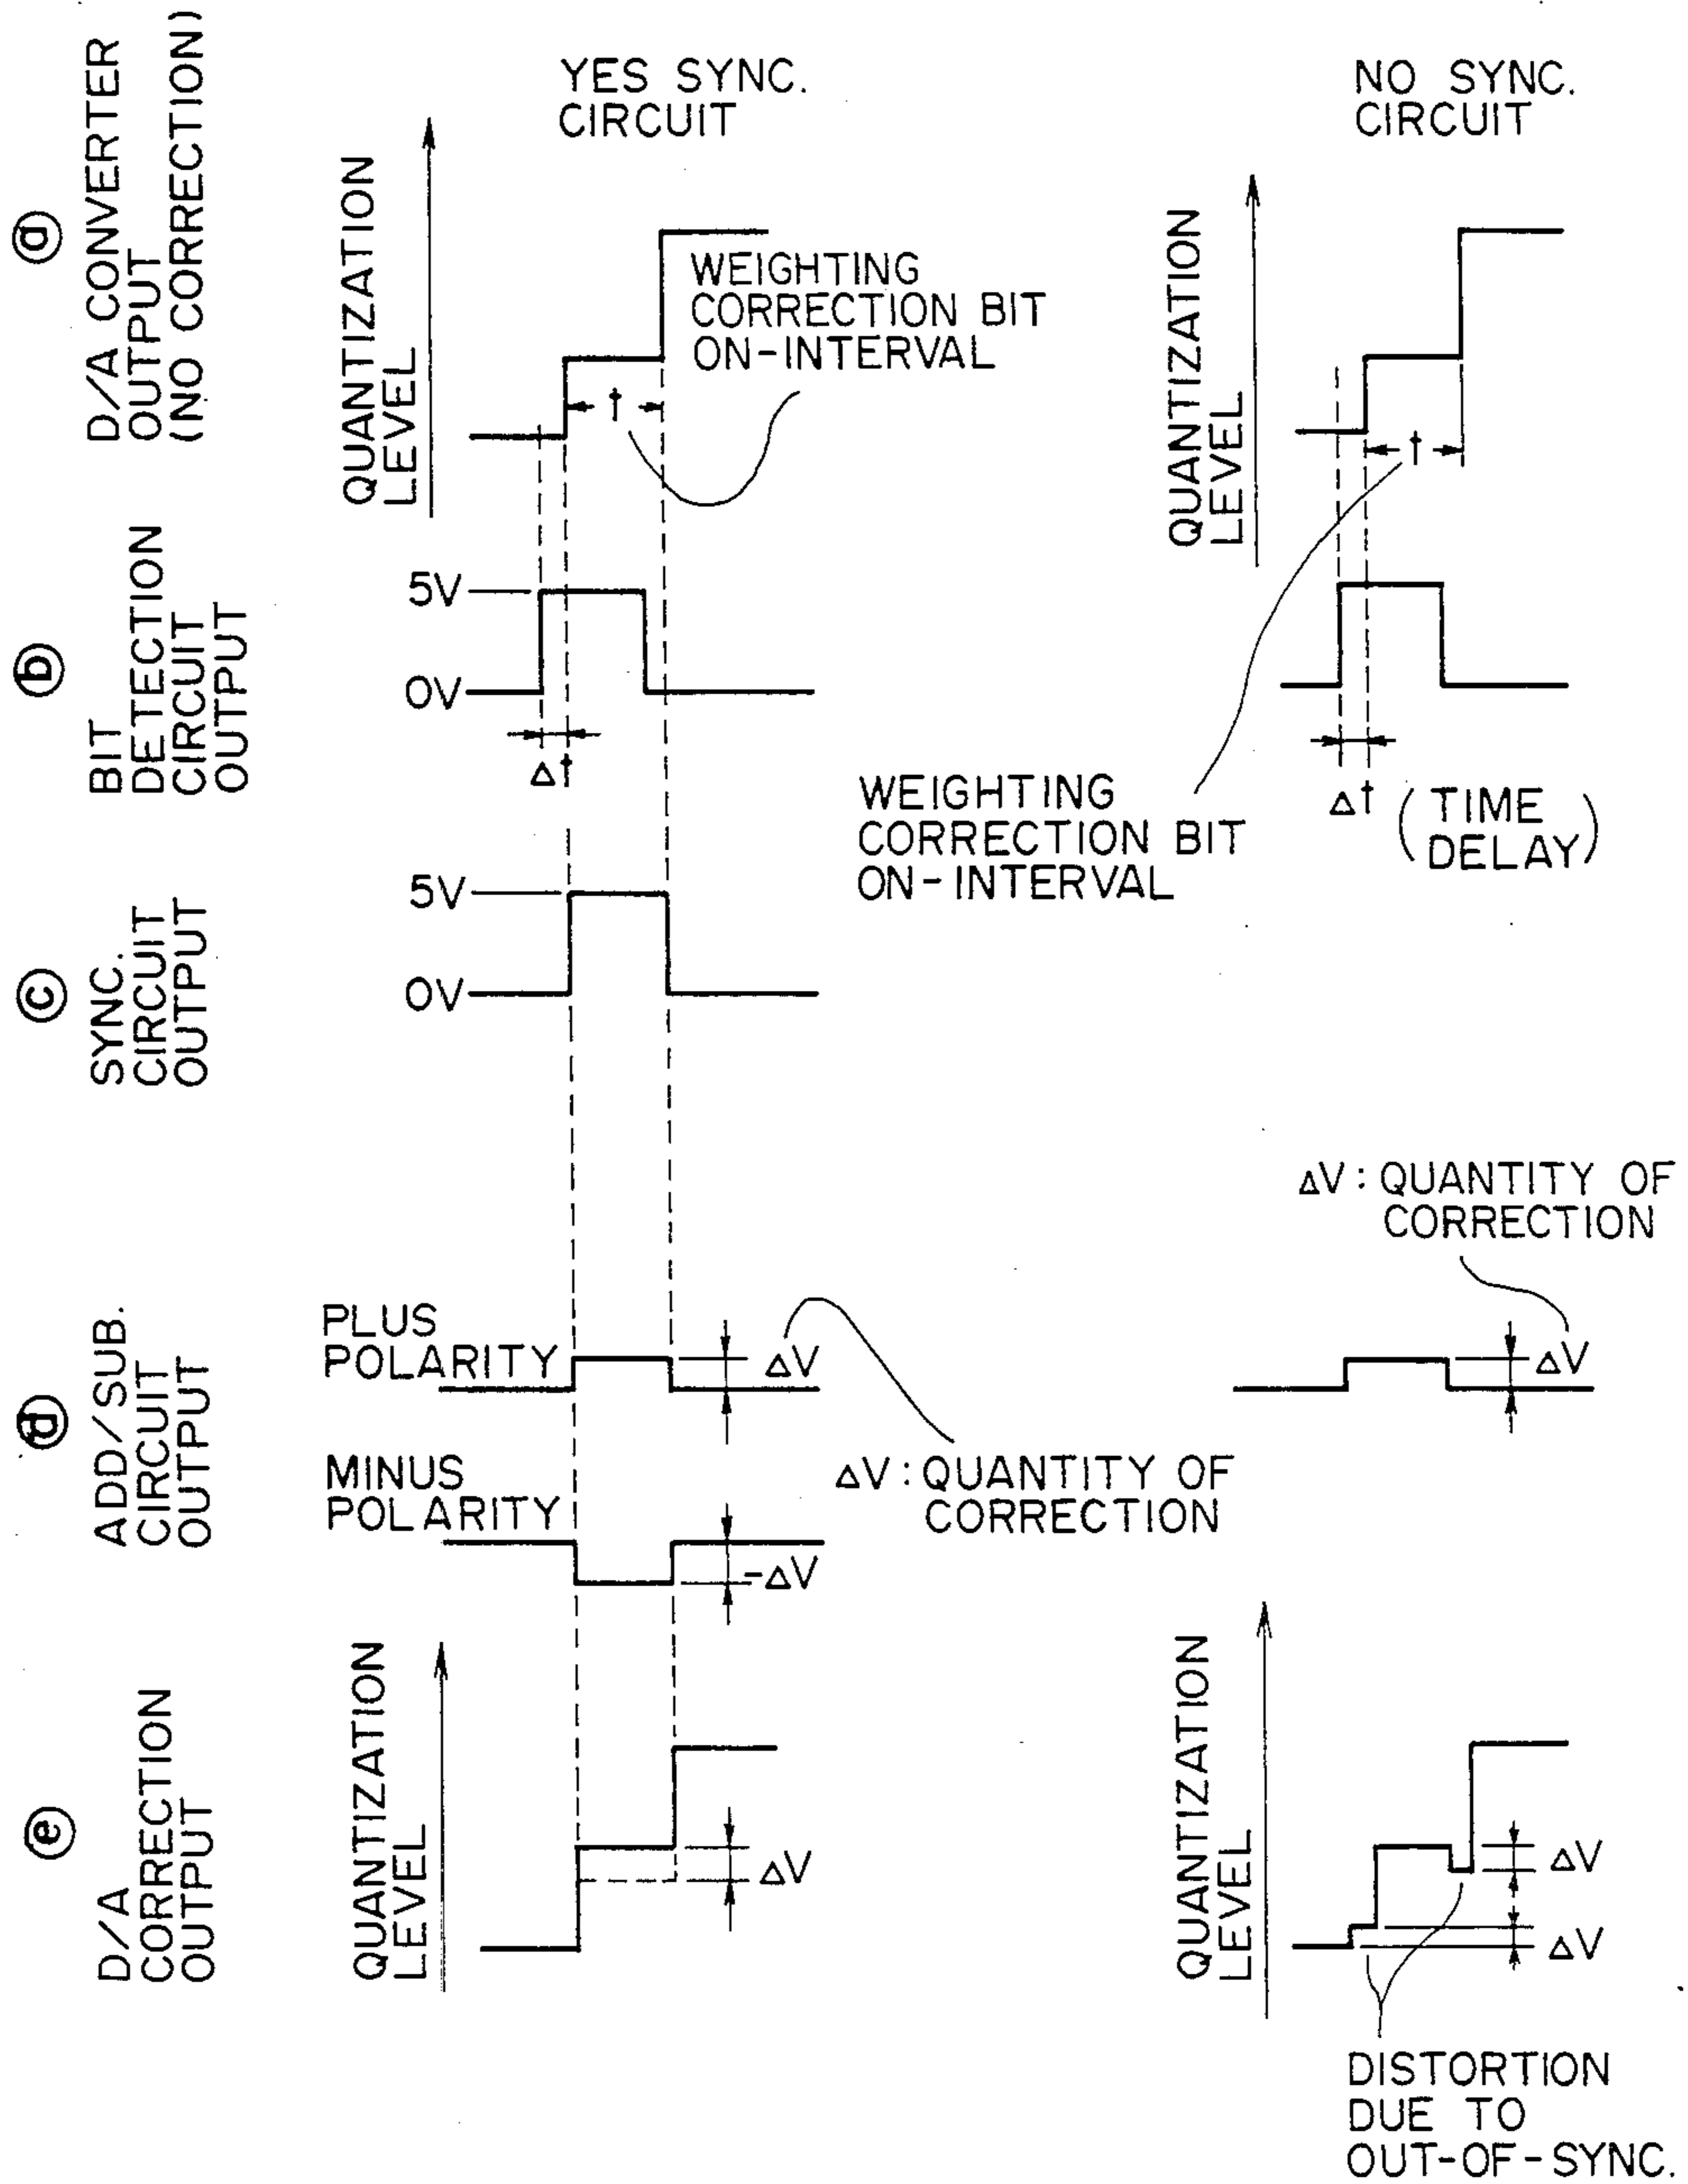 YES SYNC.
CIRCUIT
NO SYNC.
CIRCUIT
ⓐ
D/A CONVERTER
OUTPUT
(NO CORRECTION)
QUANTIZATION
LEVEL
WEIGHTING
CORRECTION BIT
ON-INTERVAL
t
QUANTIZATION
LEVEL
t
ⓑ
BIT
DETECTION
CIRCUIT
OUTPUT
5V
0V
Δt
WEIGHTING
CORRECTION BIT
ON-INTERVAL
Δt (TIME
DELAY)
ⓒ
SYNC.
CIRCUIT
OUTPUT
5V
0V
ⓓ
ADD/SUB.
CIRCUIT
OUTPUT
PLUS
POLARITY
ΔV
MINUS
POLARITY
-ΔV
ΔV: QUANTITY OF
CORRECTION
ΔV: QUANTITY OF
CORRECTION
ΔV
ⓔ
D/A
CORRECTION
OUTPUT
QUANTIZATION
LEVEL
ΔV
QUANTIZATION
LEVEL
ΔV
ΔV
DISTORTION
DUE TO
OUT-OF-SYNC.